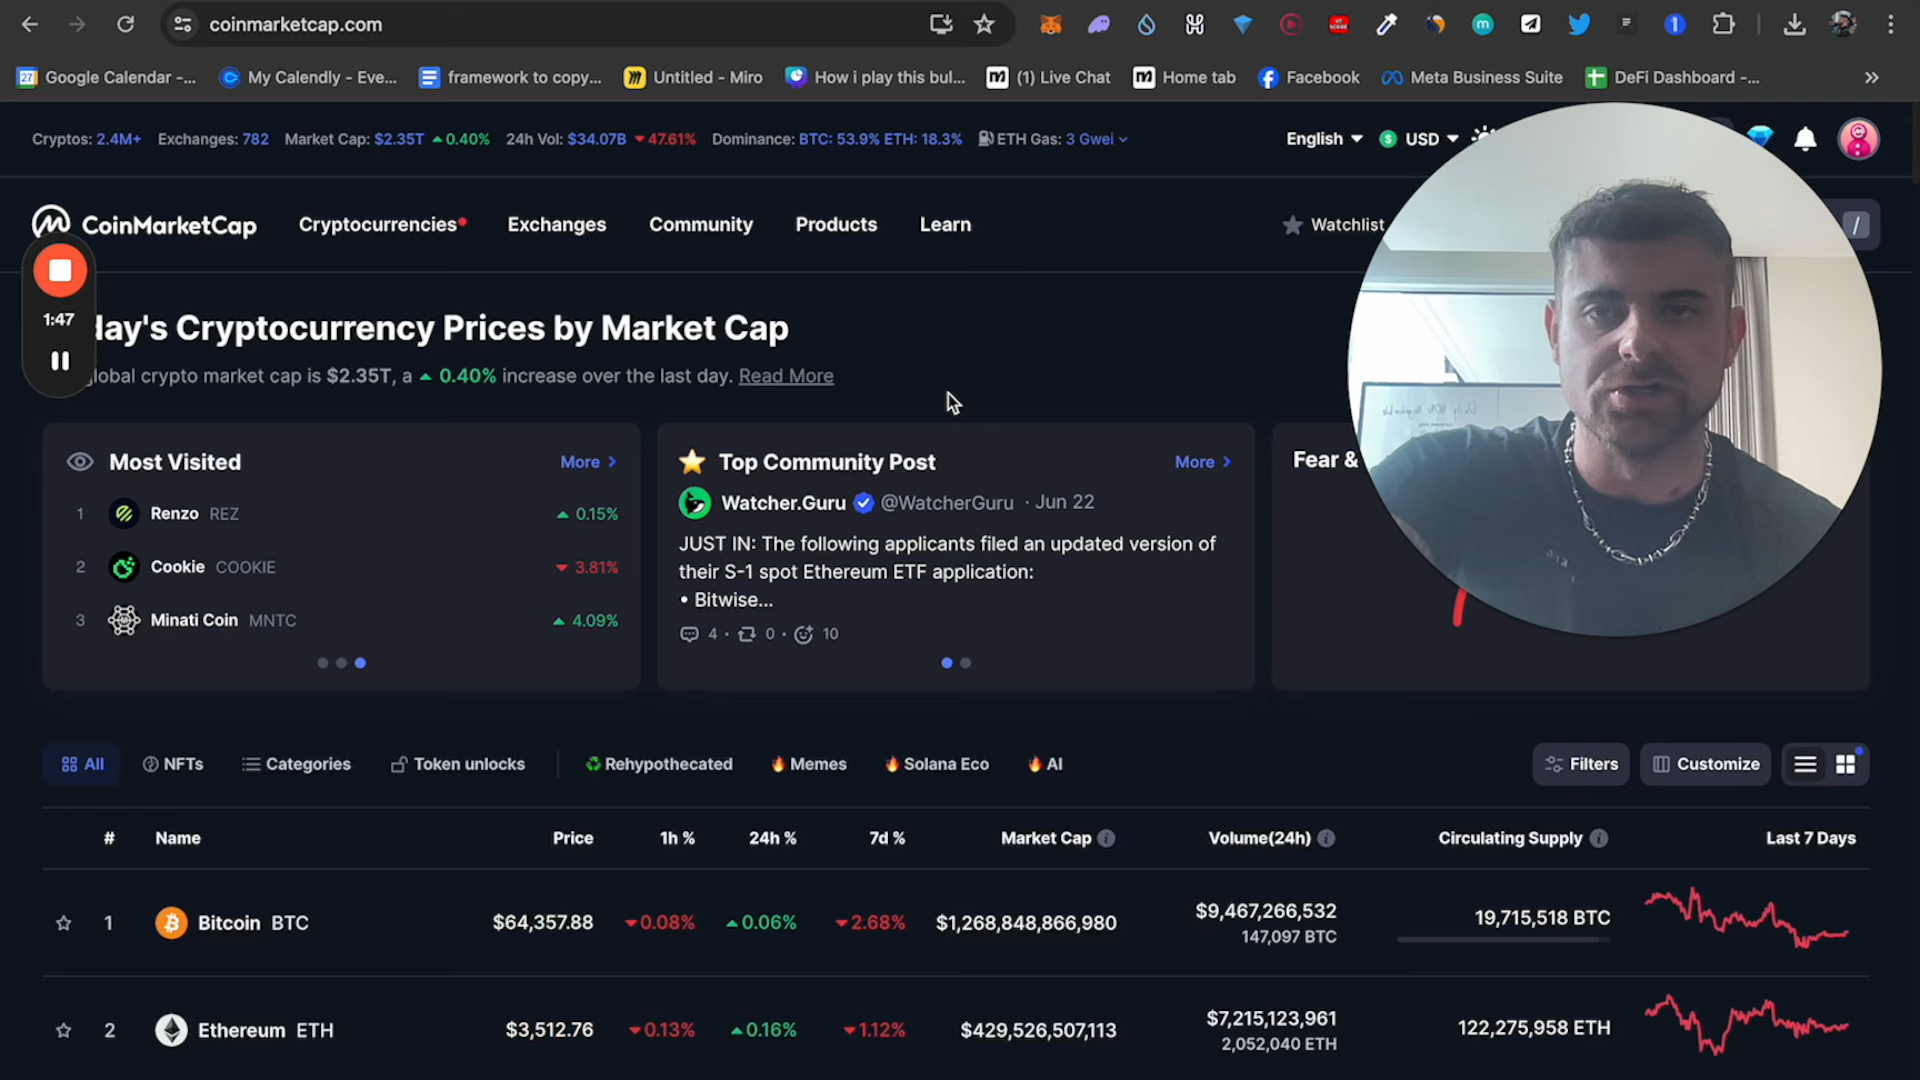 coinmarketcap.com
Google Calendar -...
My Calendly - Eve...
framework to copy...
Untitled - Miro
How i play this bul...
(1) Live Chat
Home tab
Facebook
Meta Business Suite
DeFi Dashboard -...
Cryptos: 2.4M+ Exchanges: 782 Market Cap: $2.35T 0.40% 24h Vol: $34.07B 47.61% Dominance: BTC: 53.9% ETH: 18.3% ETH Gas: 3 Gwei
English
USD
CoinMarketCap
Cryptocurrencies
Exchanges
Community
Products
Learn
Watchlist
/
1:47
day's Cryptocurrency Prices by Market Cap
global crypto market cap is $2.35T, a 0.40% increase over the last day. Read More
Most Visited
More
1 Renzo REZ 0.15%
2 Cookie COOKIE 3.81%
3 Minati Coin MNTC 4.09%
Top Community Post
More
Watcher.Guru @WatcherGuru · Jun 22
JUST IN: The following applicants filed an updated version of
their S-1 spot Ethereum ETF application:
• Bitwise...
4 · 0 · 10
Fear &
All
NFTs
Categories
Token unlocks
Rehypothecated
Memes
Solana Eco
AI
Filters
Customize
# Name Price 1h % 24h % 7d % Market Cap Volume(24h) Circulating Supply Last 7 Days
1 Bitcoin BTC $64,357.88 0.08% 0.06% 2.68% $1,268,848,866,980 $9,467,266,532 19,715,518 BTC
147,097 BTC
2 Ethereum ETH $3,512.76 0.13% 0.16% 1.12% $429,526,507,113 $7,215,123,961 122,275,958 ETH
2,052,040 ETH